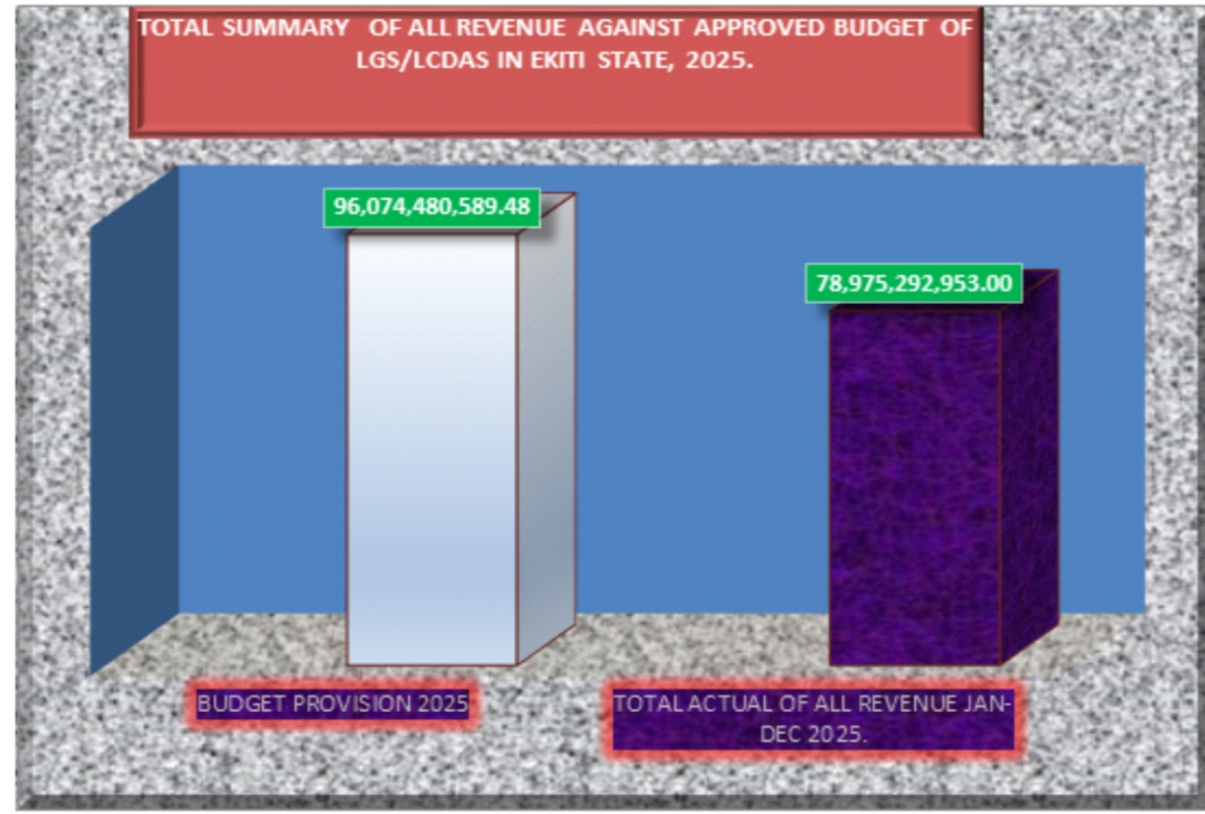 TOTAL SUMMARY OF ALL REVENUE AGAINST APPROVED BUDGET OF
LGS/LCDAS IN EKITI STATE, 2025.
96,074,480,589.48
78,975,292,953.00
BUDGET PROVISION 2025
TOTAL ACTUAL OF ALL REVENUE JAN-
DEC 2025.